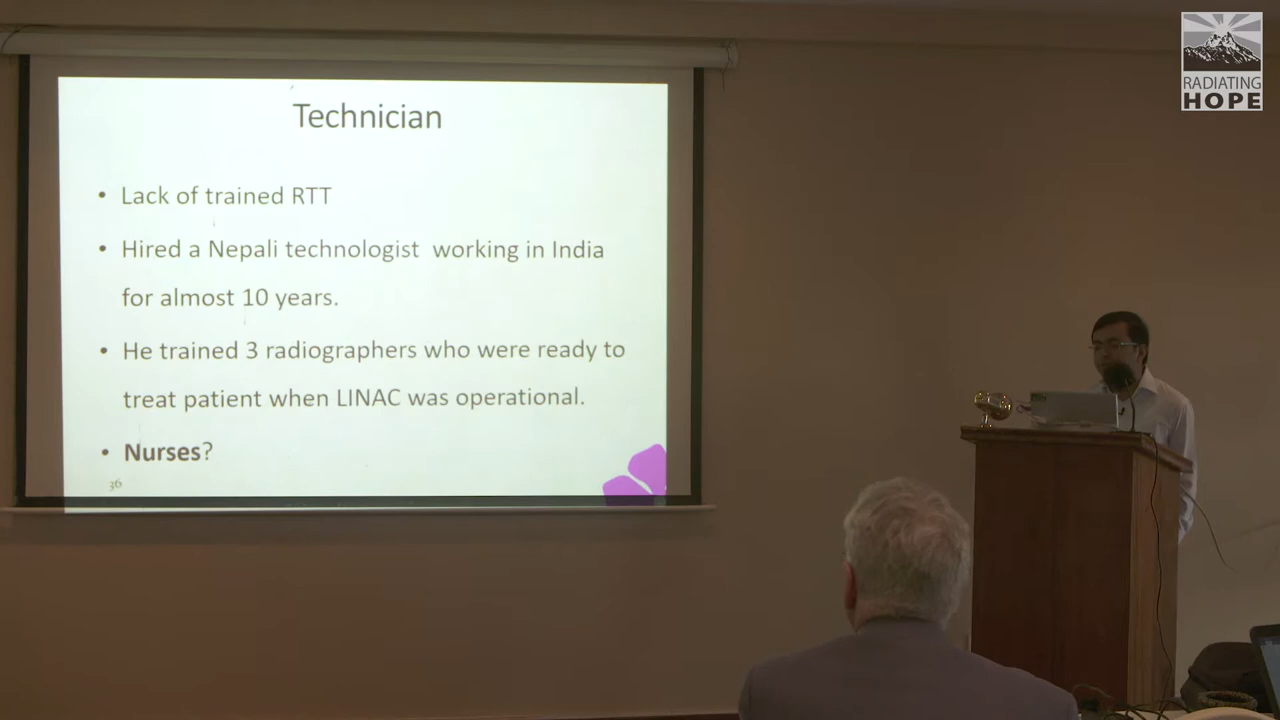 Technician
• Lack of trained RTT
• Hired a Nepali technologist working in India
for almost 10 years.
• He trained 3 radiographers who were ready to
treat patient when LINAC was operational.
• Nurses?
36
RADIATING
HOPE